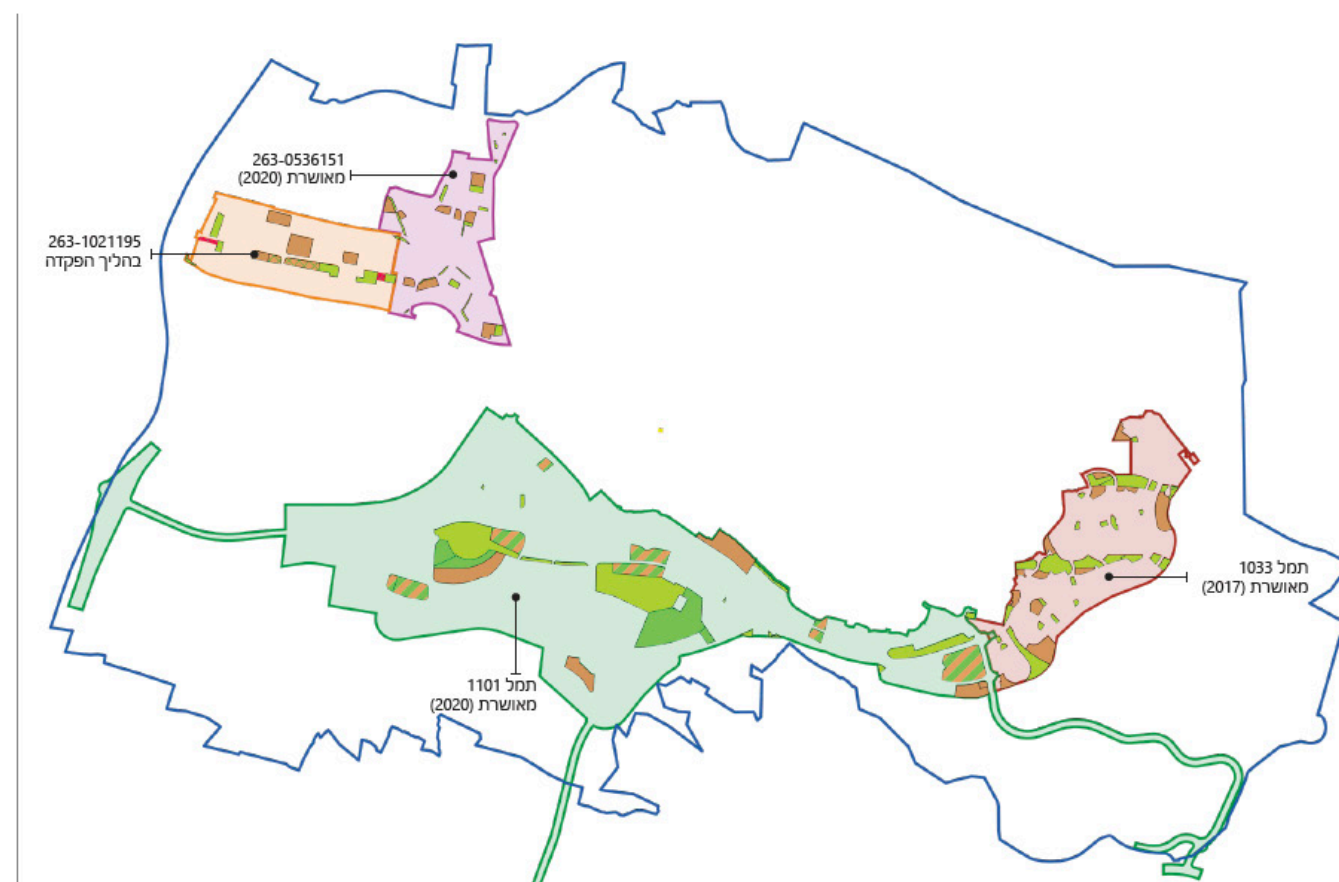 263-0536151
מאושרת (2020)
263-1021195
בהליך הפקדה
תמל 1033
מאושרת (2017)
תמל 1101
מאושרת (2020)